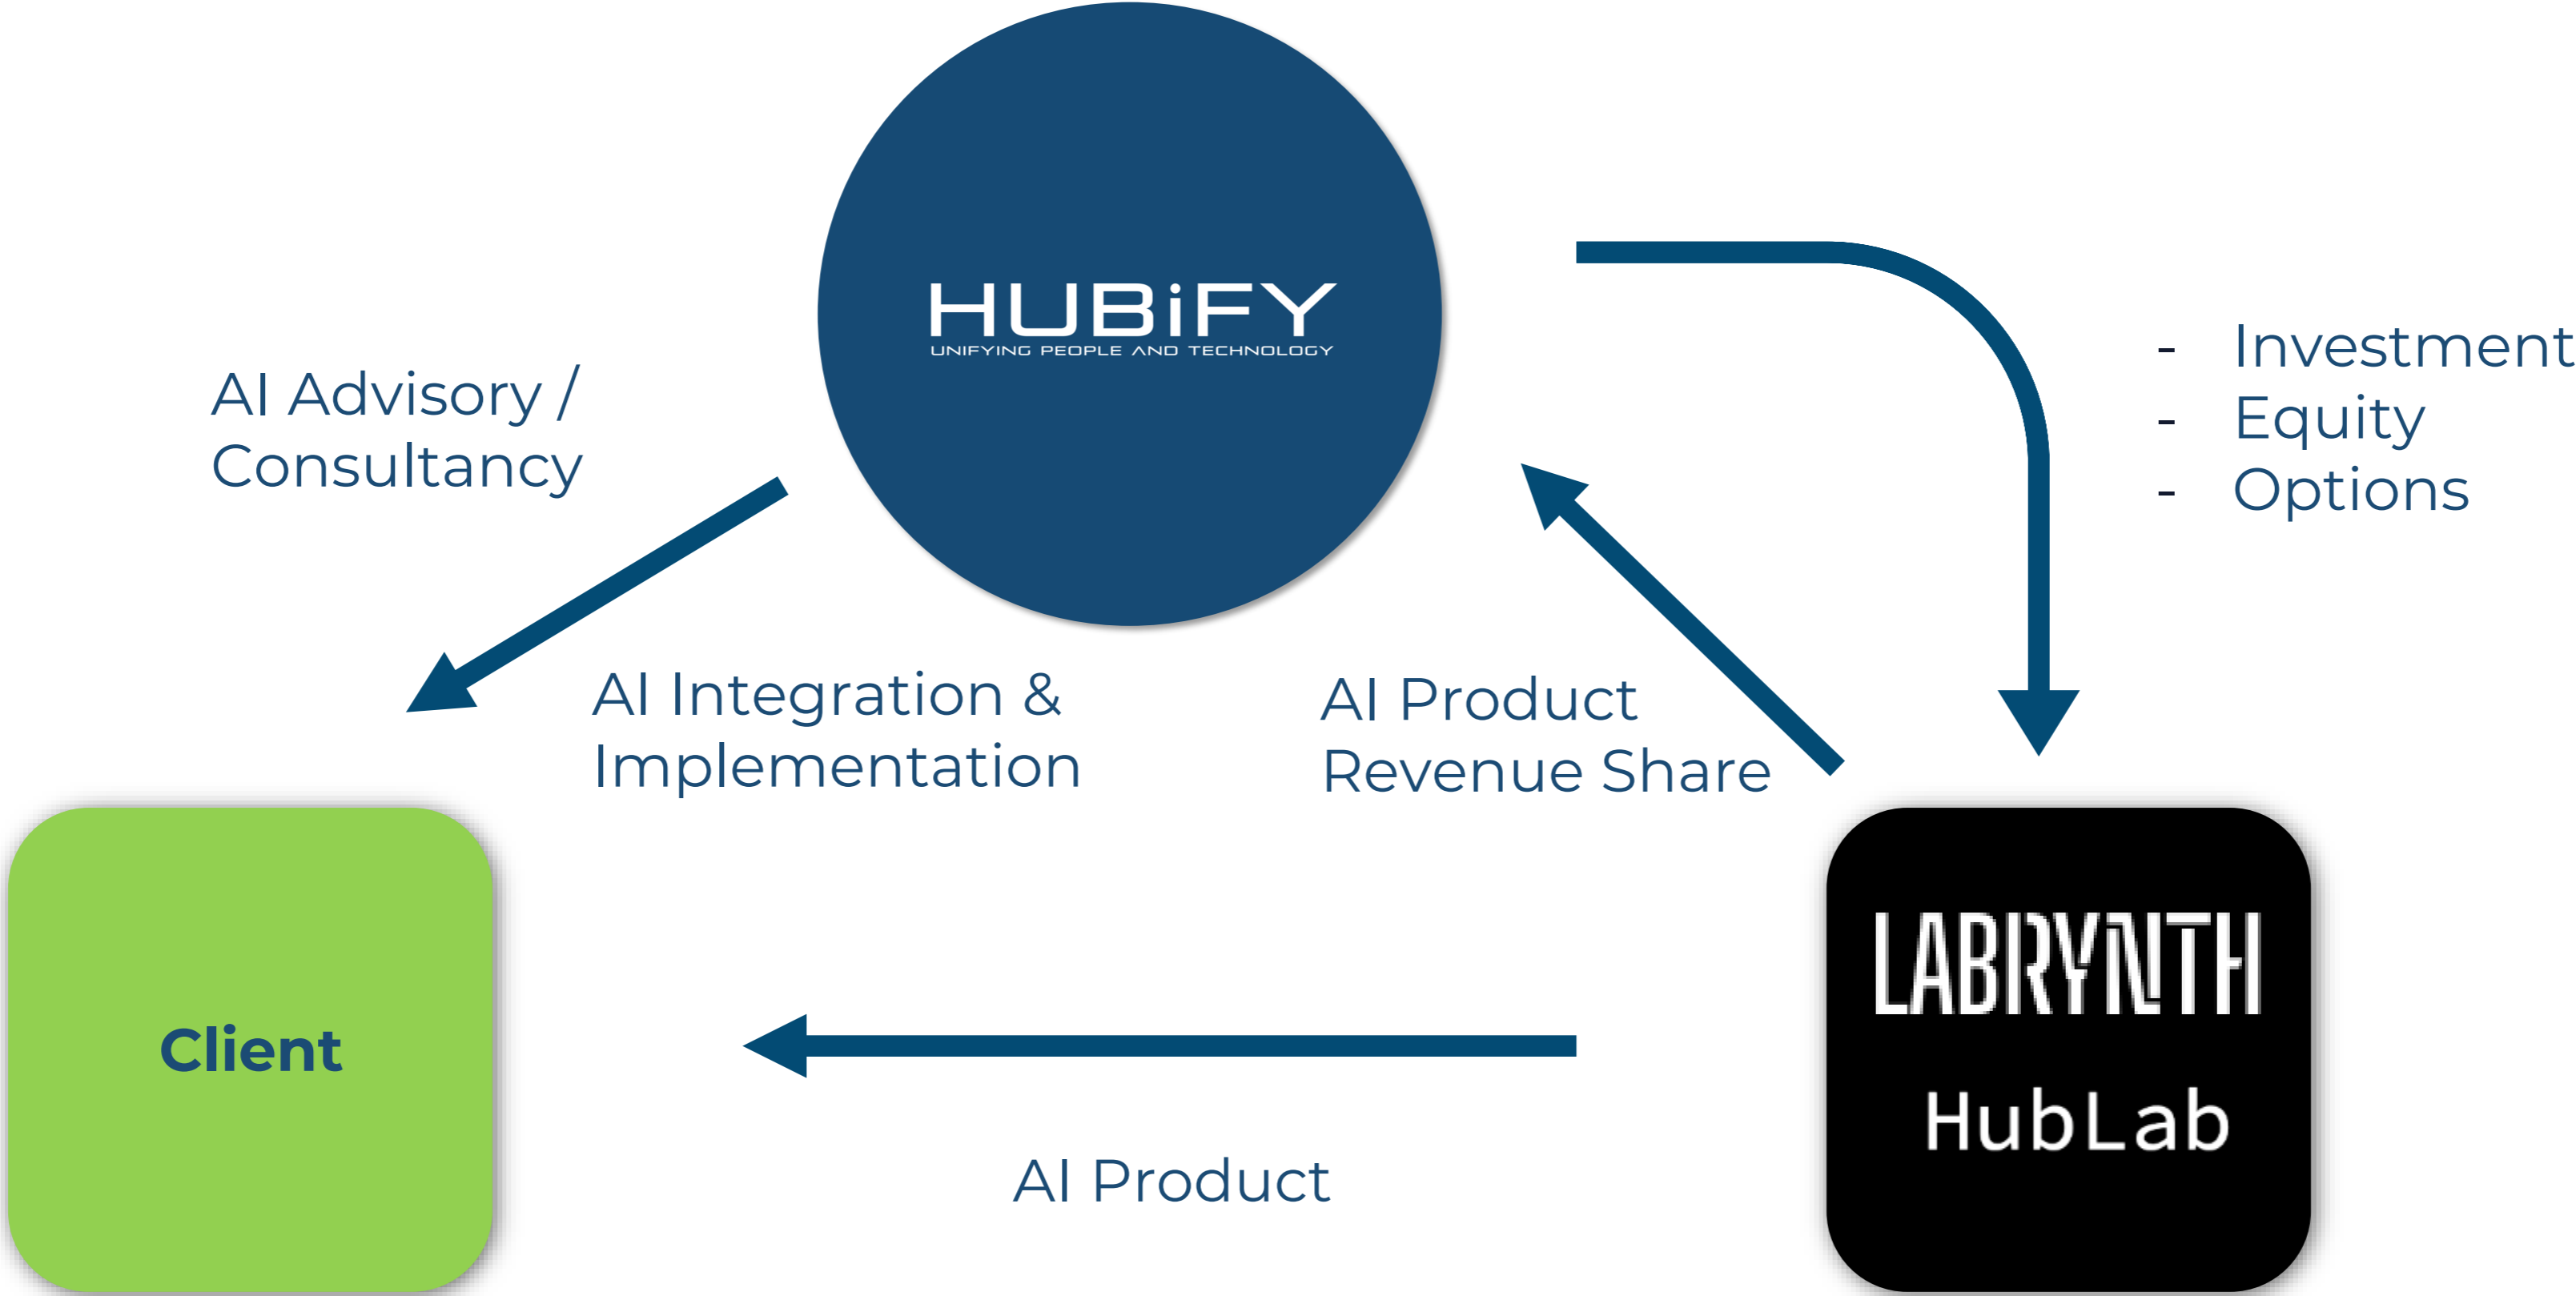 HUBiFY
UNIFYING PEOPLE AND TECHNOLOGY
AI Advisory /
Consultancy
- Investment
- Equity
- Options
AI Integration &
Implementation
AI Product
Revenue Share
Client
LABRYNTH
HubLab
AI Product